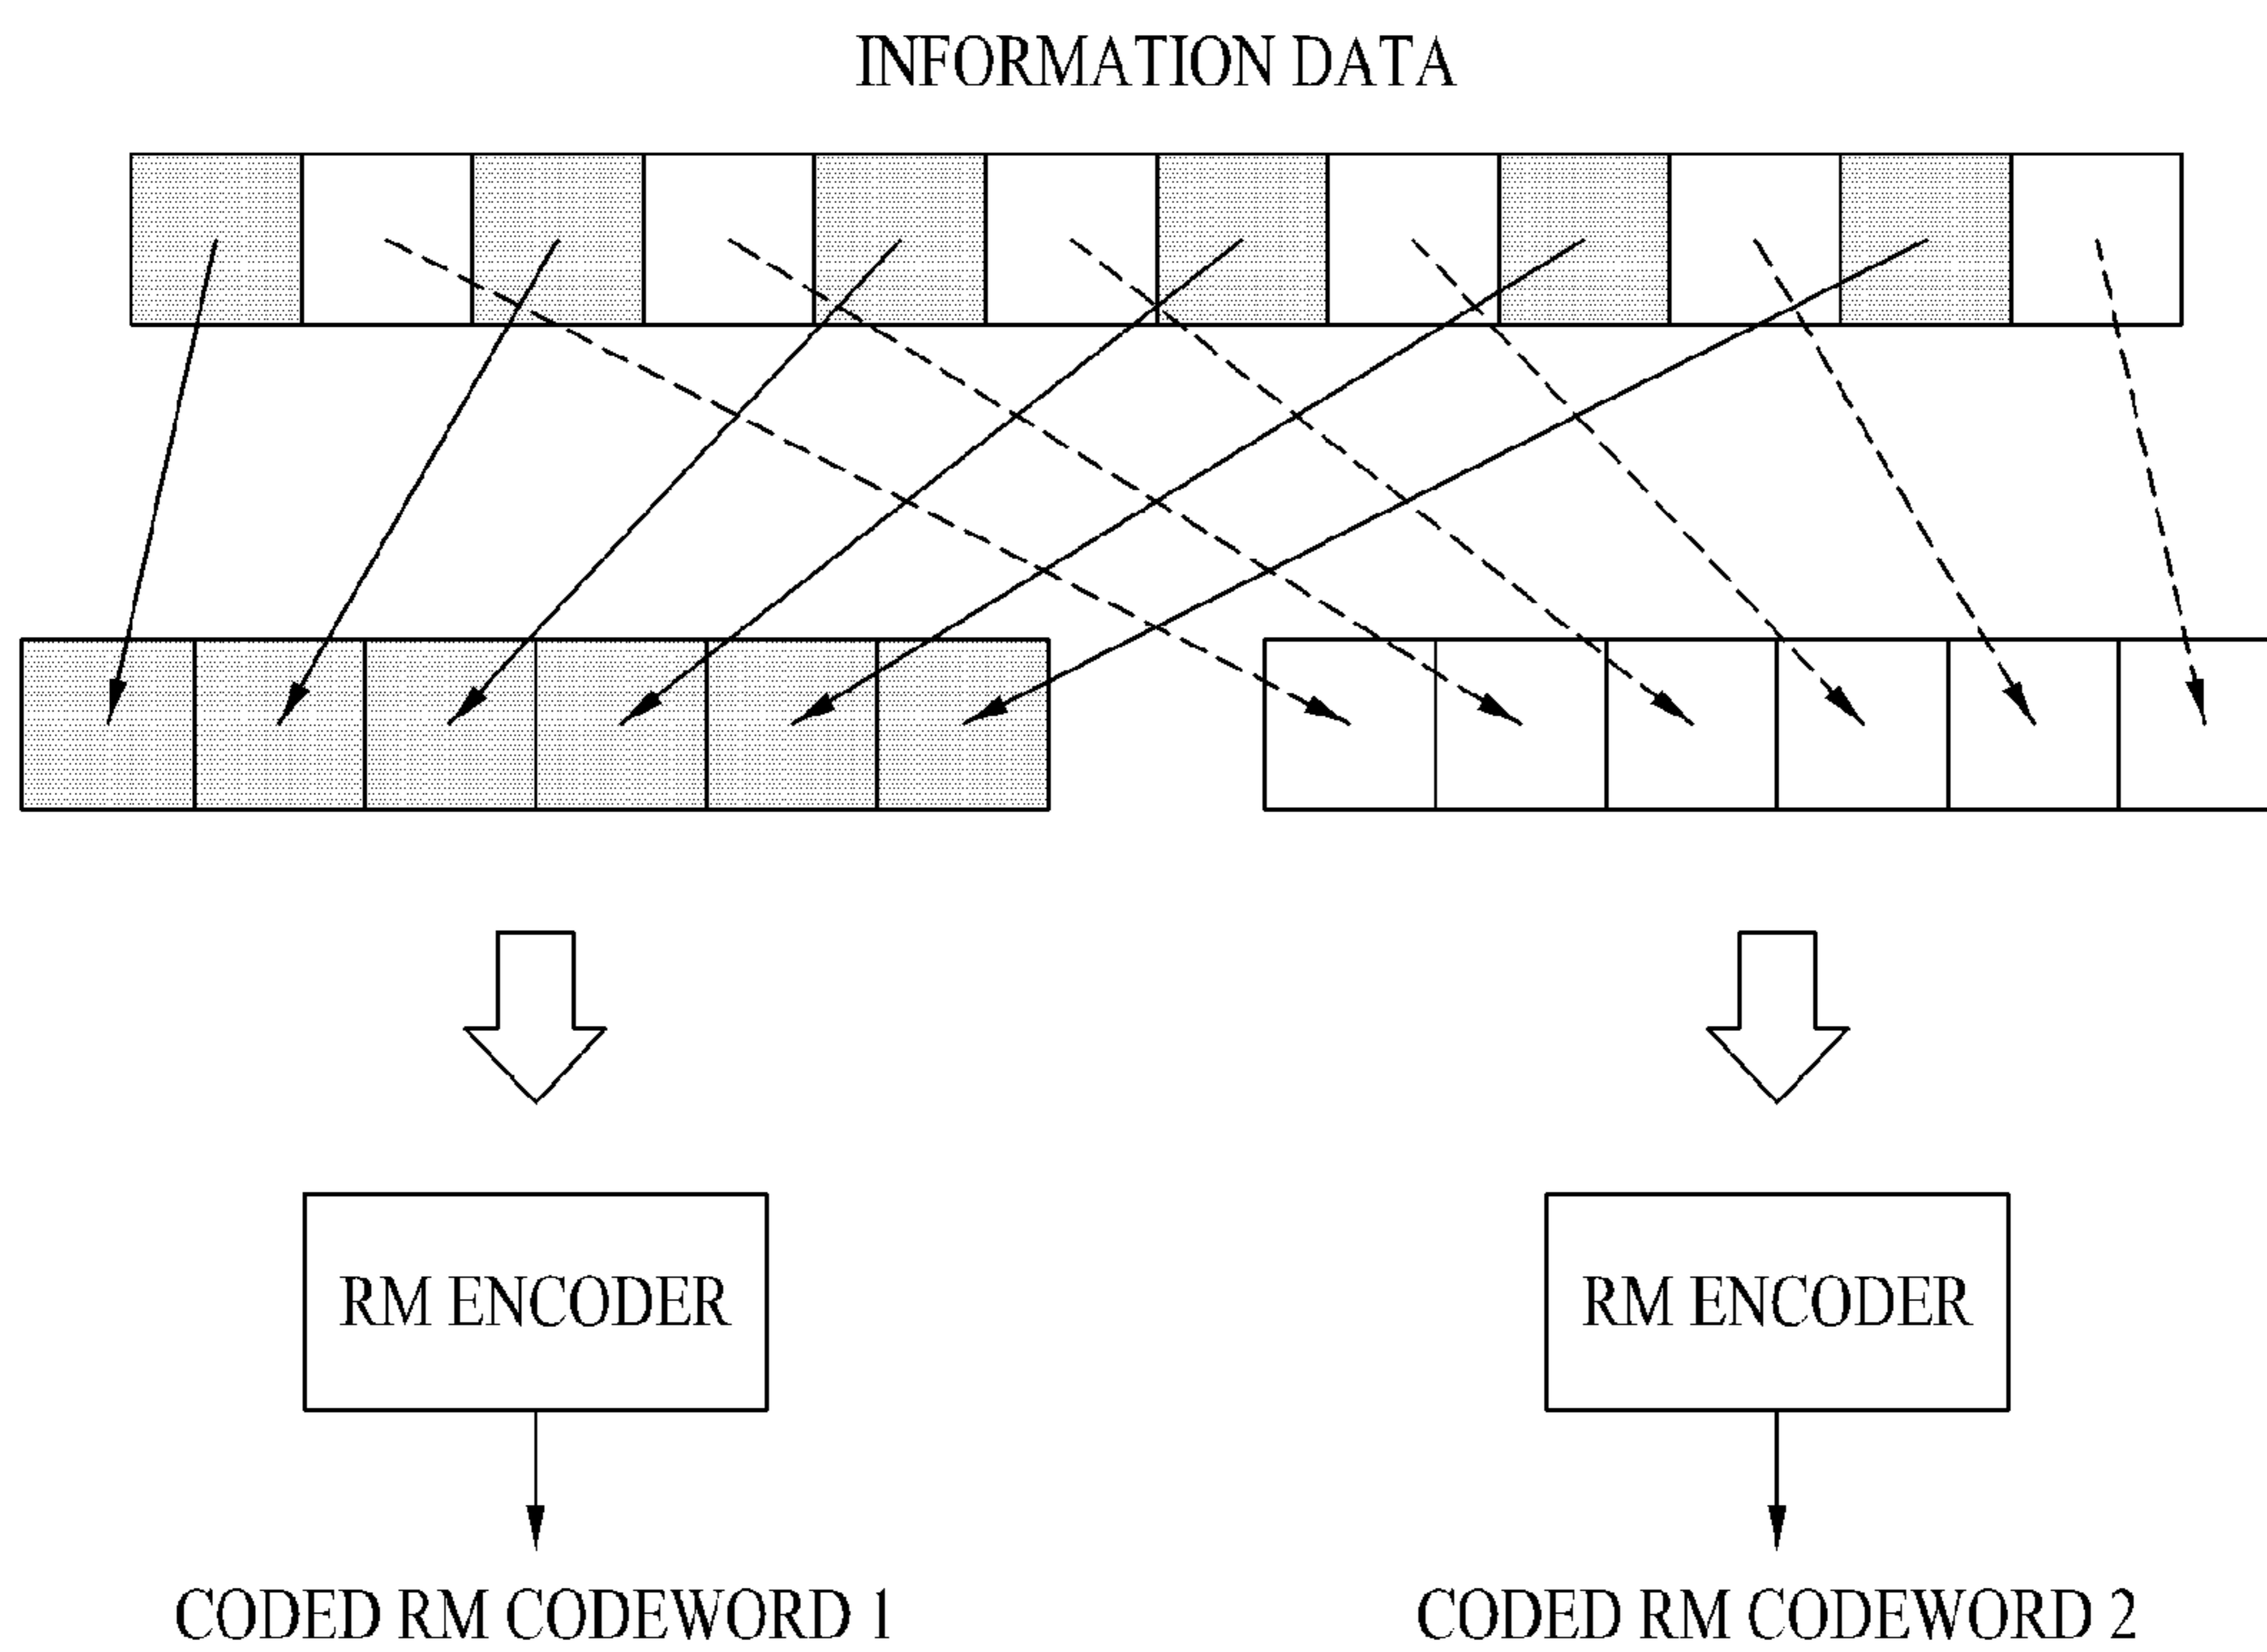 INFORMATION DATA
RM ENCODER
RM ENCODER
CODED RM CODEWORD 1
CODED RM CODEWORD 2